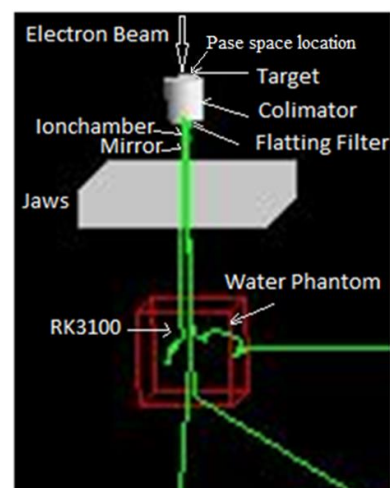 Electron Beam
Pase space location
Target
Colimator
Ionchamber
Flatting Filter
Mirror
Jaws
Water Phantom
RK3100